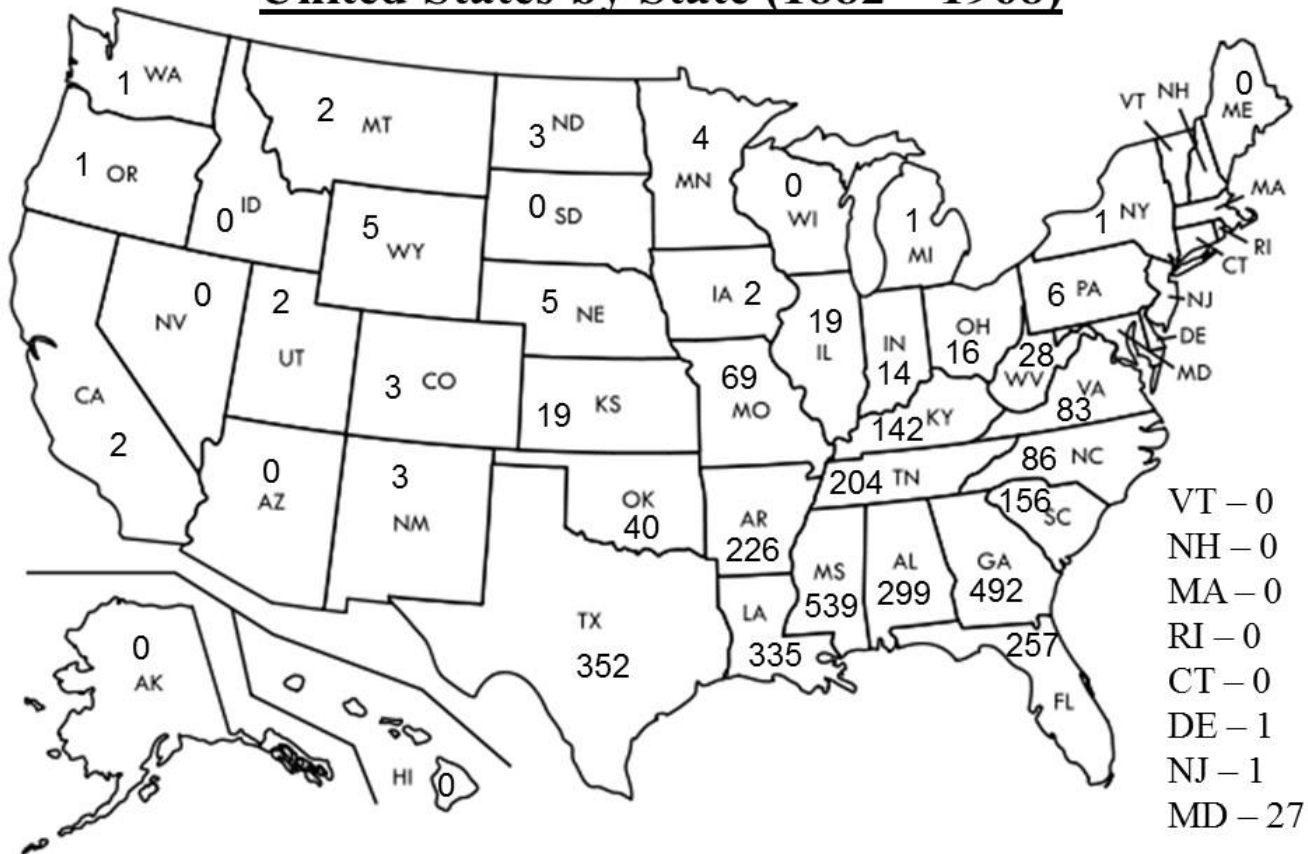 United States by State (1882 – 1968)
1 WA
2 MT
3 ND
4
MN
0
ME
VT NH
1 OR
0 ID
5
WY
0 SD
0
WI
1
MI
1 NY
MA
RI
CT
NV 0
2
UT
5 NE
IA 2
19
IL
IN
14
OH
16
6 PA
NJ
DE
MD
28
WV
CA
2
3 CO
19 KS
69
MO
142 KY
VA
83
0
AZ
3
NM
OK
40
AR
226
204 TN
86 NC
156
SC
TX
352
LA
335
MS
539
AL
299
GA
492
257
FL
0
AK
HI 0
VT – 0
NH – 0
MA – 0
RI – 0
CT – 0
DE – 1
NJ – 1
MD – 27